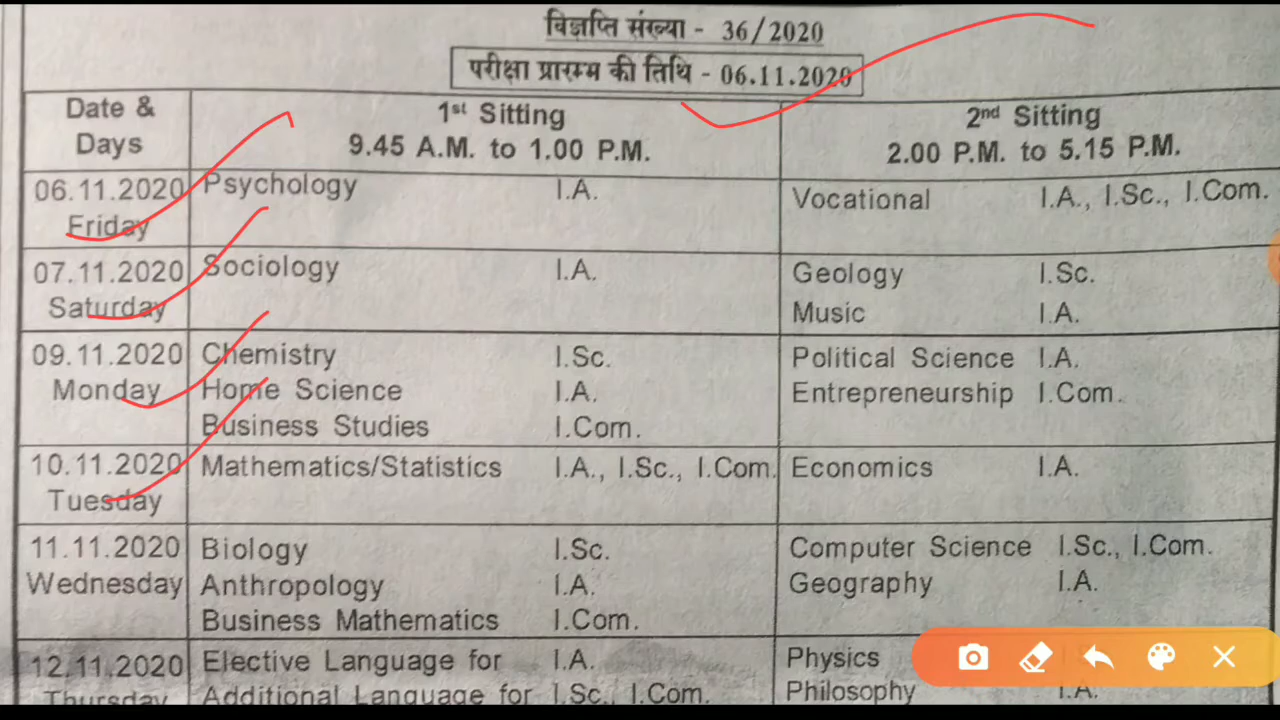 विज्ञप्ति संख्या - 36/2020
परीक्षा प्रारम्भ की तिथि - 06.11.2020
Date & Days 1st Sitting 9.45 A.M. to 1.00 P.M. 2nd Sitting 2.00 P.M. to 5.15 P.M.
06.11.2020 Psychology I.A. Vocational I.A., I.Sc., I.Com.
Friday
07.11.2020 Sociology I.A. Geology I.Sc.
Saturday Music I.A.
09.11.2020 Chemistry I.Sc. Political Science I.A.
Monday Home Science I.A. Entrepreneurship I.Com.
Business Studies I.Com.
10.11.2020 Mathematics/Statistics I.A., I.Sc., I.Com. Economics I.A.
Tuesday
11.11.2020 Biology I.Sc. Computer Science I.Sc., I.Com.
Wednesday Anthropology I.A. Geography I.A.
Business Mathematics I.Com.
12.11.2020 Elective Language for I.A. Physics
Thursday Additional Language for I.Sc., I.Com. Philosophy I.A.